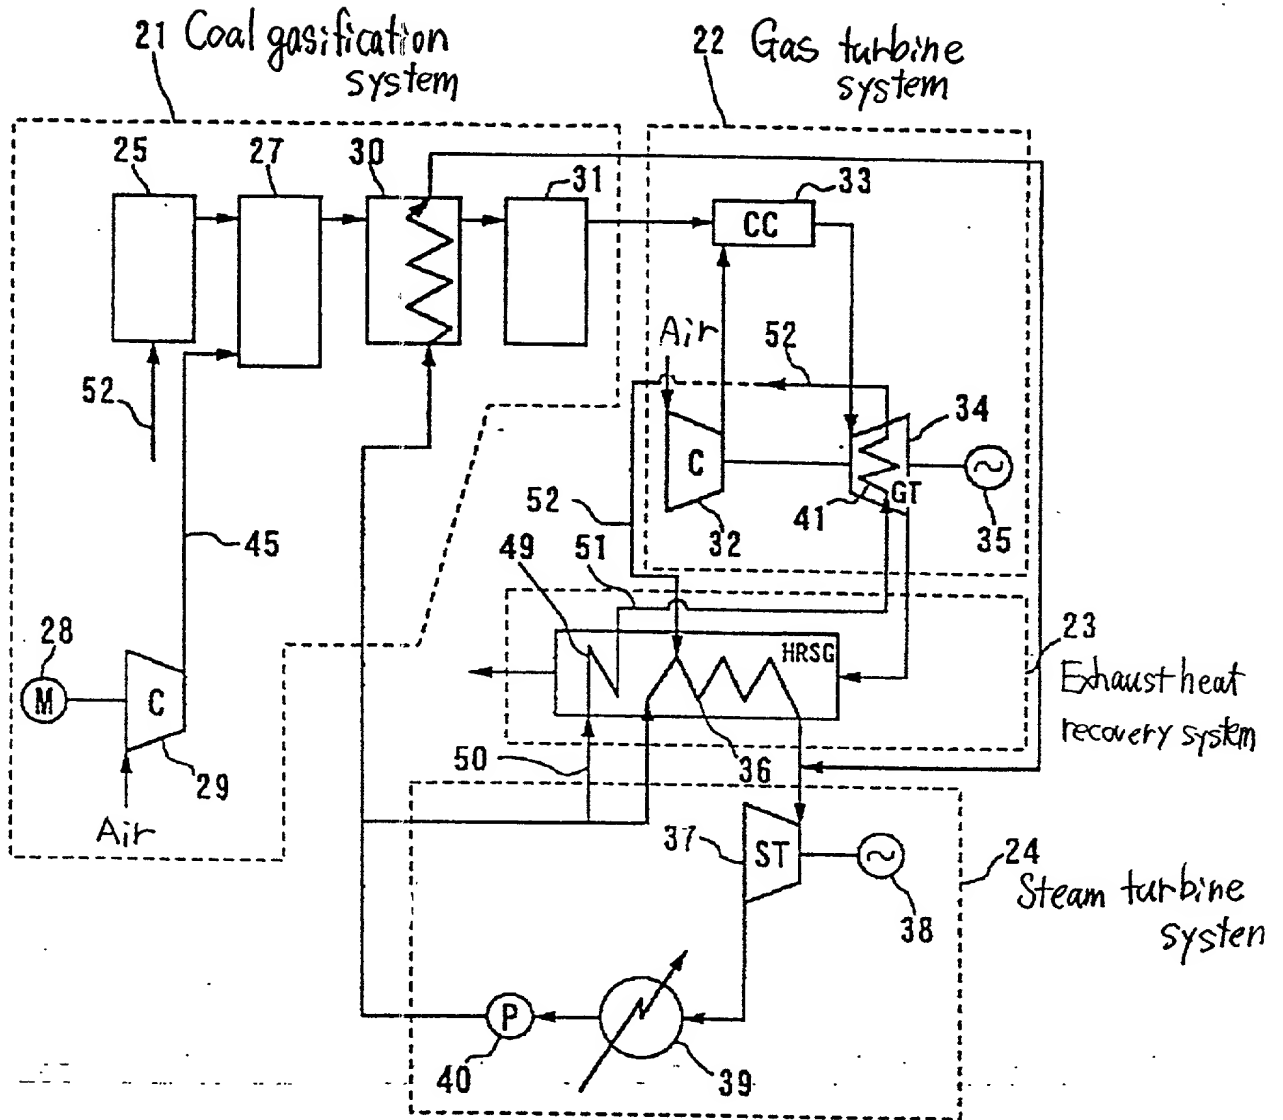 21 Coal gasification
system
22 Gas turbine
system
25
27
30
31
33
CC
Air
52
52
34
C
GT
41
35
32
45
52
51
49
28
M
C
29
Air
HRSG
23
Exhaust heat
recovery system
50
36
37
ST
38
24
Steam turbine
systen
P
40
39